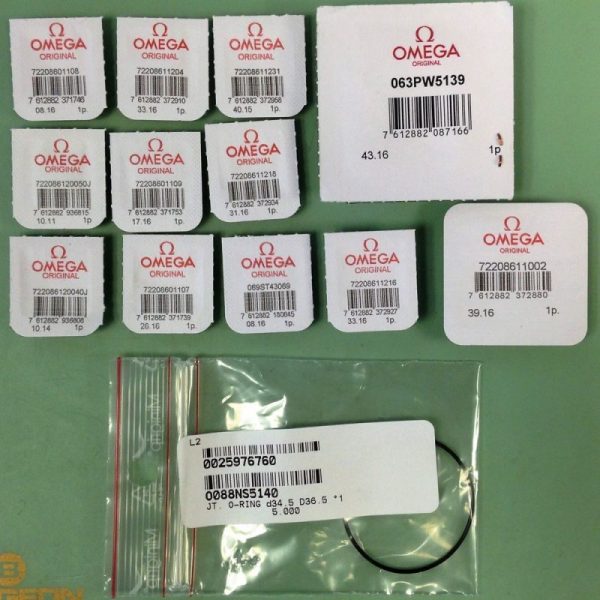 Ω
OMEGA
ORIGINAL
72208601108
7 612882 371746
08.16 1p.
Ω
OMEGA
ORIGINAL
72208611204
7 612882 372910
33.16 1p.
Ω
OMEGA
ORIGINAL
72208611231
7 612882 372958
40.15 1p.
Ω
OMEGA
ORIGINAL
063PW5139
7 612882 087166
43.16 1p
Ω
OMEGA
ORIGINAL
722086120050J
7 612882 936815
10.11 1p.
Ω
OMEGA
ORIGINAL
72208601109
7 612882 371753
17.16 1p.
Ω
OMEGA
ORIGINAL
72208611218
7 612882 372934
31.16 1p.
Ω
OMEGA
ORIGINAL
722086120040J
7 612882 936808
10.14 1p.
Ω
OMEGA
ORIGINAL
72208601107
7 612882 371739
26.16 1p.
Ω
OMEGA
ORIGINAL
069ST43069
7 612882 180645
08.16 1p.
Ω
OMEGA
ORIGINAL
72208611216
7 612882 372927
33.16 1p.
Ω
OMEGA
ORIGINAL
72208611002
7 612882 372880
39.16 1p.
L2
0025976760
0088NS5140
JT. O-RING d34.5 D36.5 *1
5.000
Minigrip
Minigrip